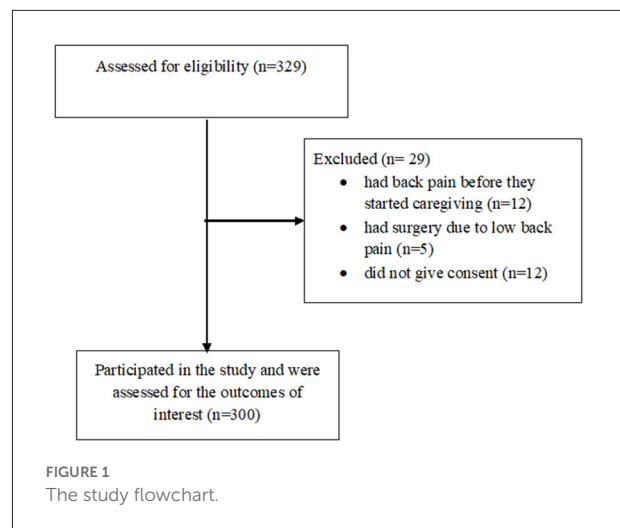 Assessed for eligibility (n=329)
Excluded (n= 29)
• had back pain before they
started caregiving (n=12)
• had surgery due to low back
pain (n=5)
• did not give consent (n=12)
Participated in the study and were
assessed for the outcomes of
interest (n=300)
FIGURE 1
The study flowchart.